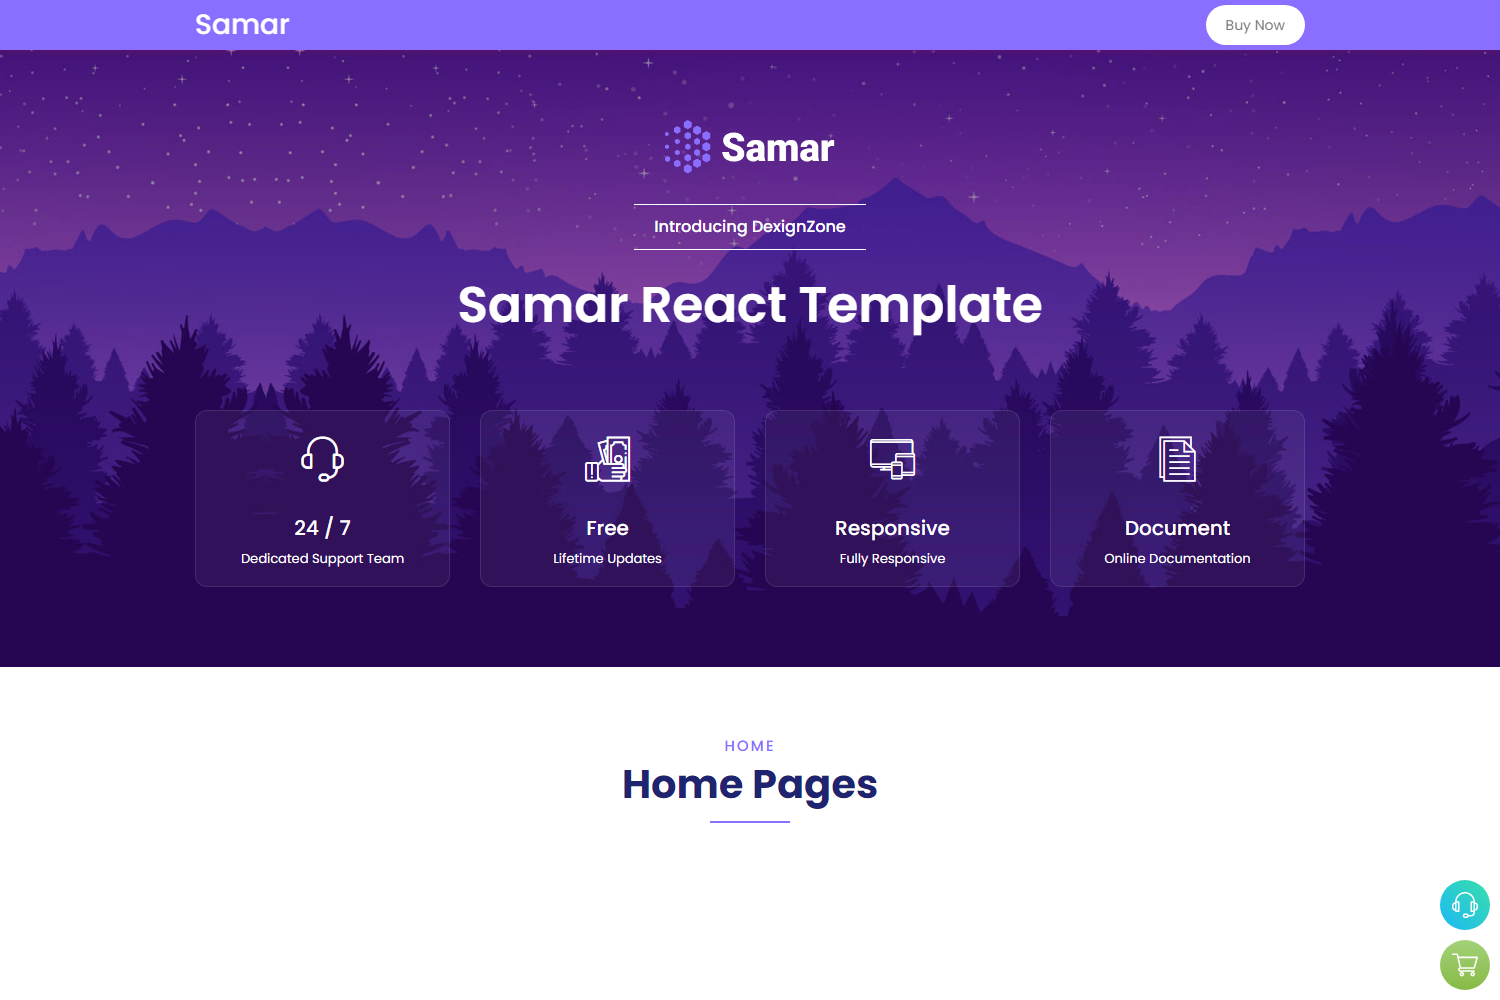 Samar
Buy Now
Samar
Introducing DexignZone
Samar React Template
24 / 7
Dedicated Support Team
Free
Lifetime Updates
Responsive
Fully Responsive
Document
Online Documentation
HOME
Home Pages